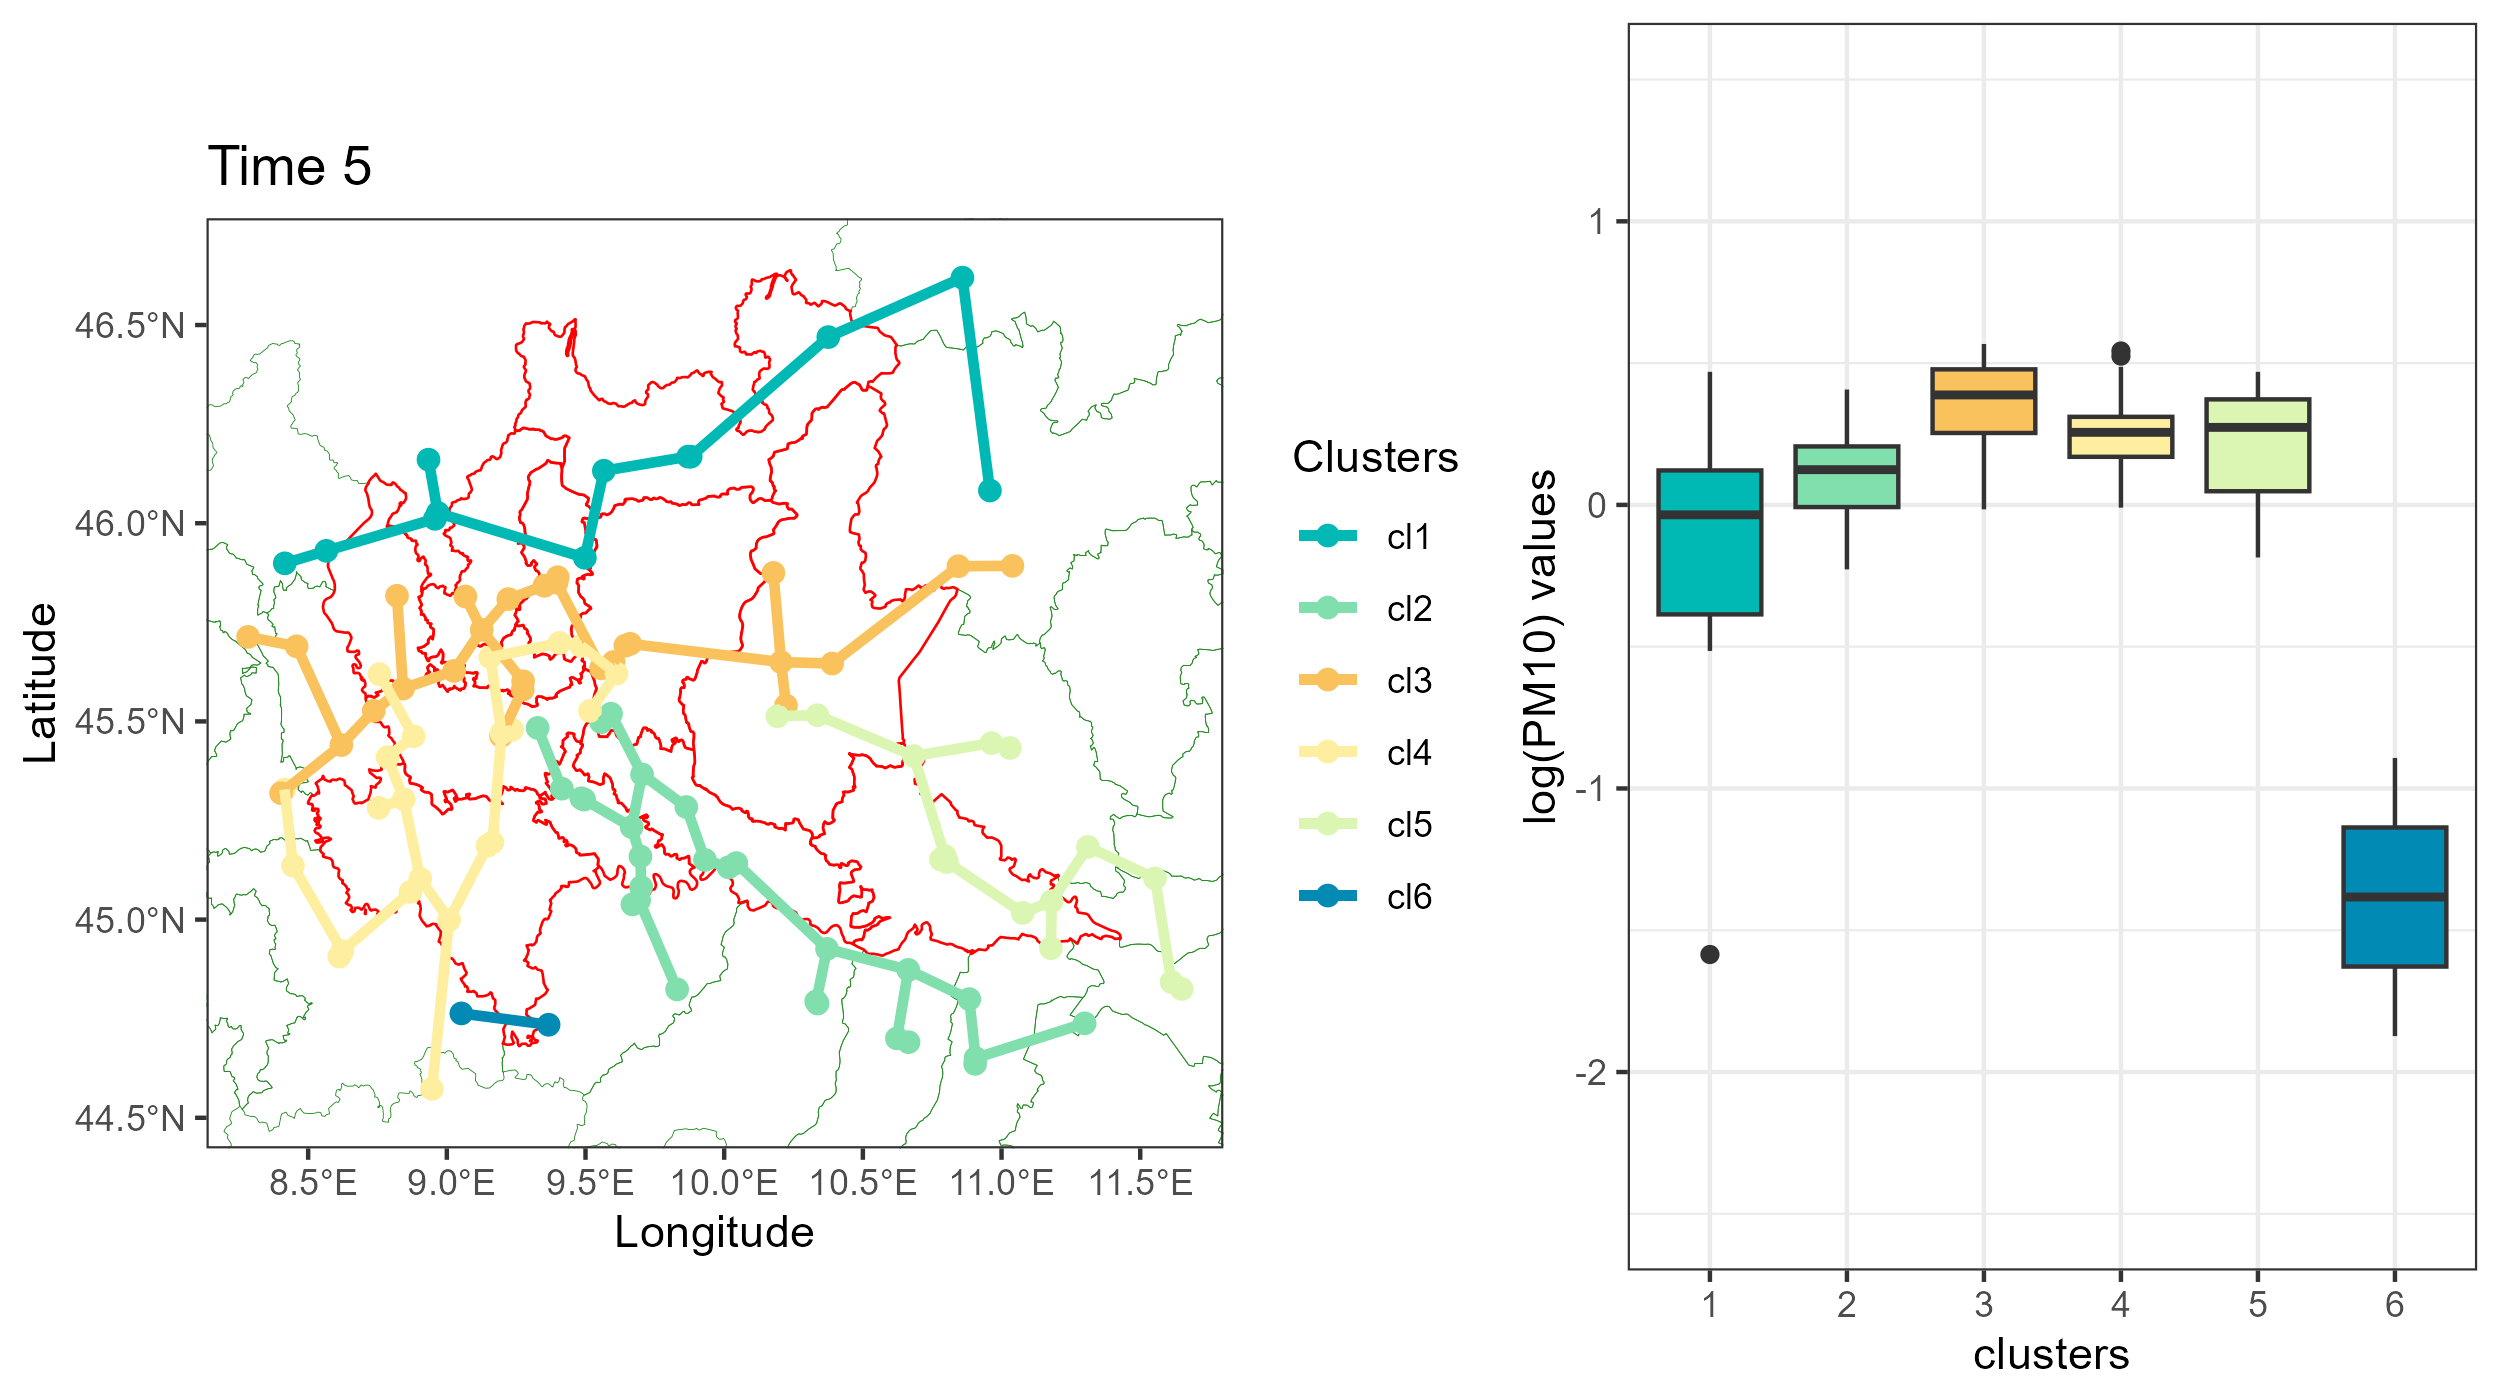 Time 5
Latitude
46.5°N
46.0°N
45.5°N
45.0°N
44.5°N
8.5°E
9.0°E
9.5°E
10.0°E
10.5°E
11.0°E
11.5°E
Longitude
Clusters
cl1
cl2
cl3
cl4
cl5
cl6
log(PM10) values
1
0
-1
-2
1
2
3
4
5
6
clusters